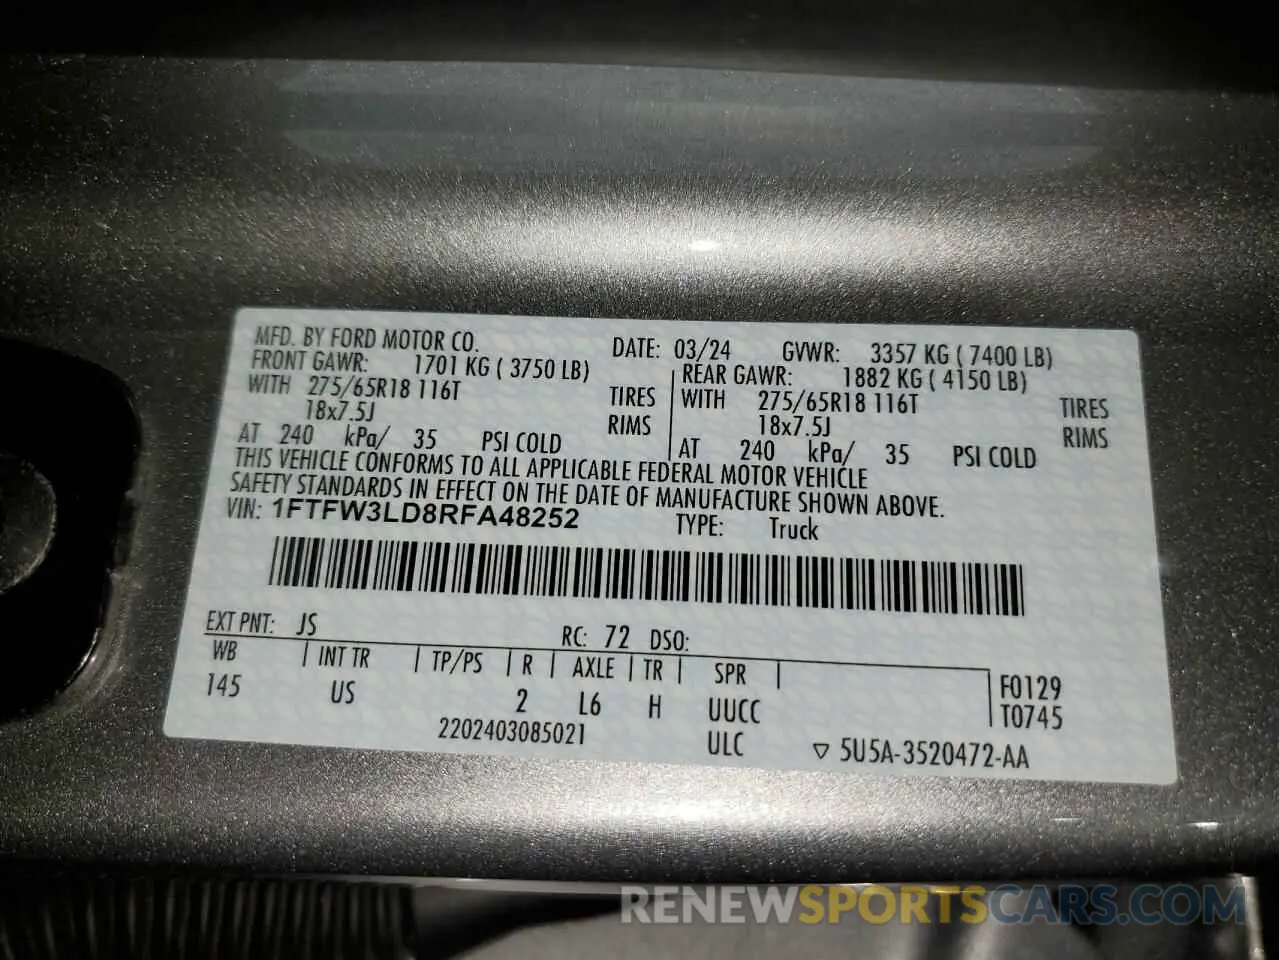 MFD. BY FORD MOTOR CO. DATE: 03/24 GVWR: 3357 KG ( 7400 LB)
FRONT GAWR: 1701 KG ( 3750 LB) REAR GAWR: 1882 KG ( 4150 LB)
WITH 275/65R18 116T TIRES WITH 275/65R18 116T TIRES
18x7.5J RIMS 18x7.5J RIMS
AT 240 kPa/ 35 PSI COLD AT 240 kPa/ 35 PSI COLD
THIS VEHICLE CONFORMS TO ALL APPLICABLE FEDERAL MOTOR VEHICLE
SAFETY STANDARDS IN EFFECT ON THE DATE OF MANUFACTURE SHOWN ABOVE.
VIN: 1FTFW3LD8RFA48252 TYPE: Truck
EXT PNT: JS RC: 72 DSO:
WB INT TR TP/PS R AXLE TR SPR F0129
145 US 2 L6 H UUCC T0745
2202403085021 ULC ▽ 5U5A-3520472-AA
RENEWSPORTSCARS.COM